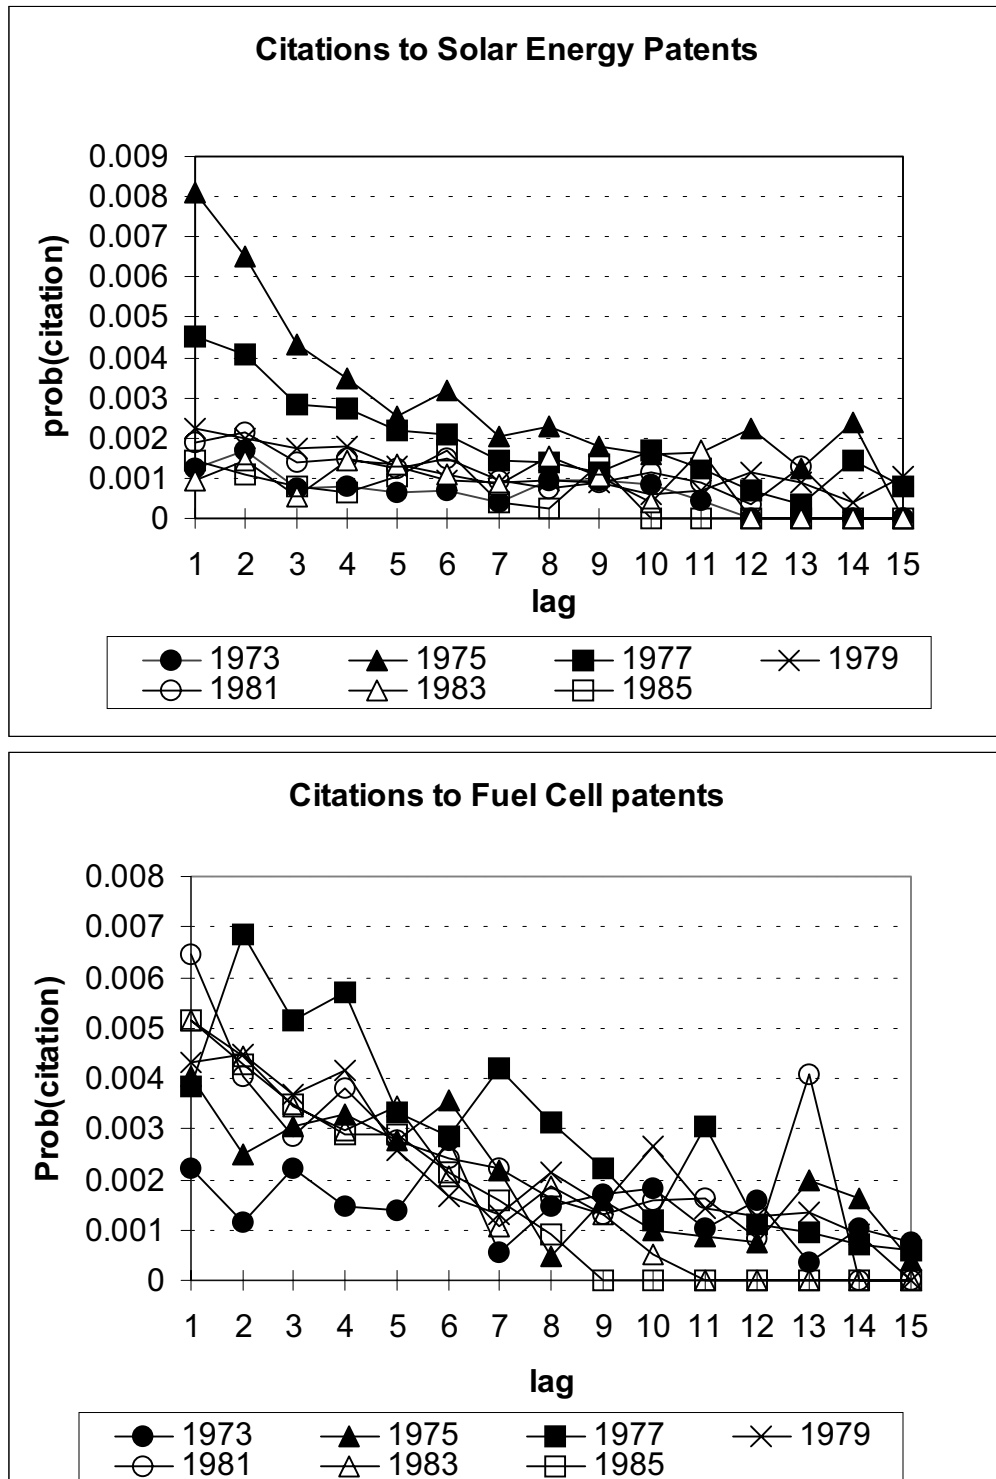 Citations to Solar Energy Patents
0.009
0.008
0.007
0.006
0.005
0.004
0.003
0.002
0.001
0
prob(citation)
1 2 3 4 5 6 7 8 9 10 11 12 13 14 15
lag
1973 1975 1977 1979
1981 1983 1985
Citations to Fuel Cell patents
0.008
0.007
0.006
0.005
0.004
0.003
0.002
0.001
0
Prob(citation)
1 2 3 4 5 6 7 8 9 10 11 12 13 14 15
lag
1973 1975 1977 1979
1981 1983 1985